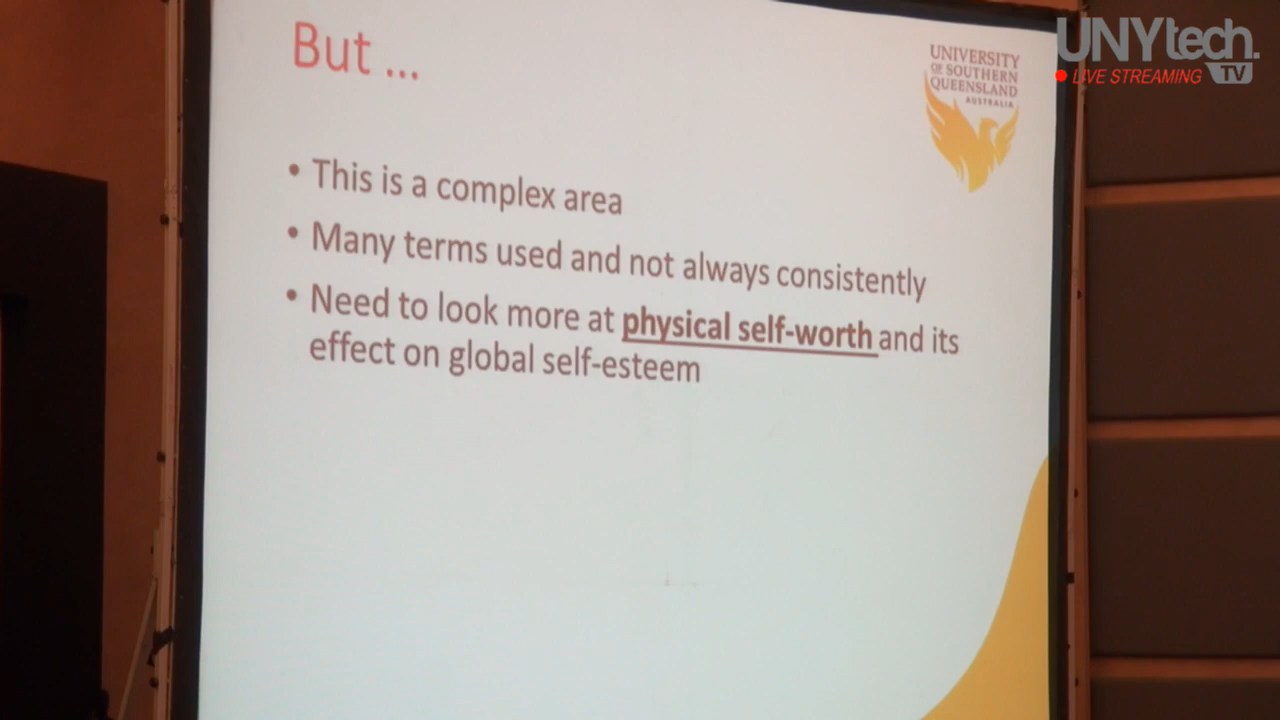 But ...
UNIVERSITY
OF SOUTHERN
QUEENSLAND
AUSTRALIA
UNYtech.
TV
LIVE STREAMING
• This is a complex area
• Many terms used and not always consistently
• Need to look more at physical self-worth and its
effect on global self-esteem